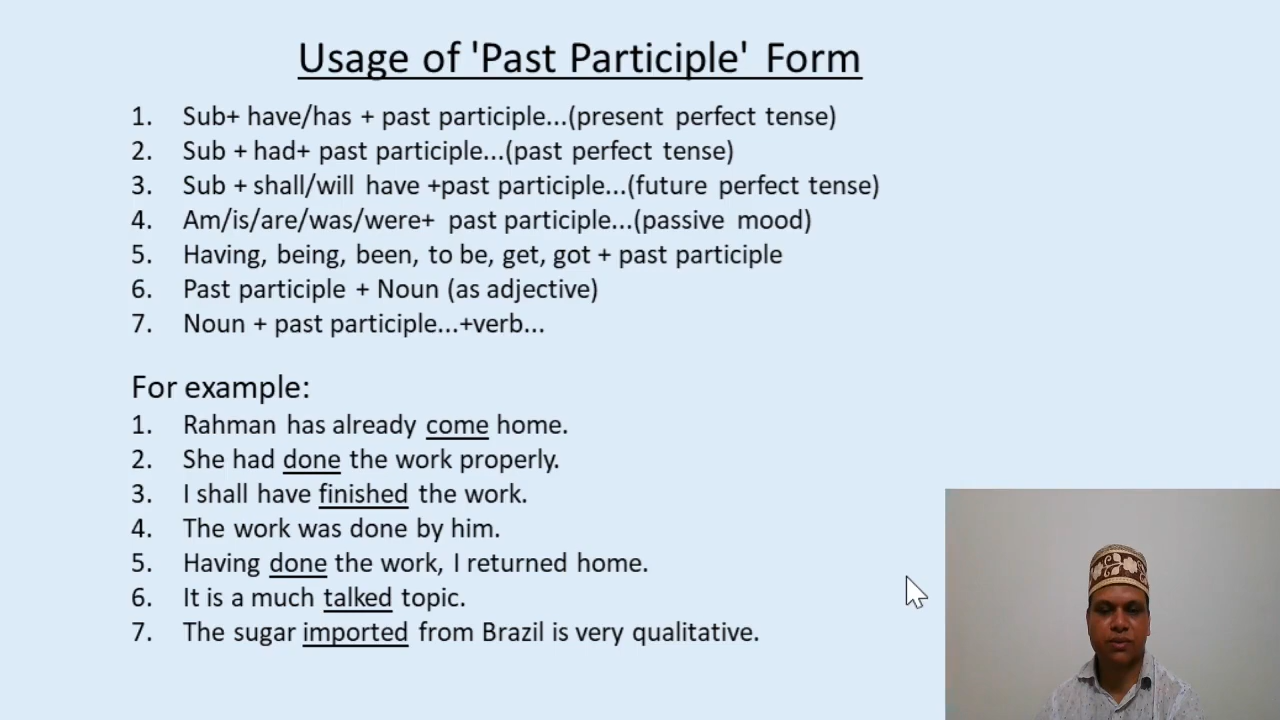 Usage of 'Past Participle' Form
1. Sub+ have/has + past participle...(present perfect tense)
2. Sub + had+ past participle...(past perfect tense)
3. Sub + shall/will have +past participle...(future perfect tense)
4. Am/is/are/was/were+ past participle...(passive mood)
5. Having, being, been, to be, get, got + past participle
6. Past participle + Noun (as adjective)
7. Noun + past participle...+verb...
For example:
1. Rahman has already come home.
2. She had done the work properly.
3. I shall have finished the work.
4. The work was done by him.
5. Having done the work, I returned home.
6. It is a much talked topic.
7. The sugar imported from Brazil is very qualitative.